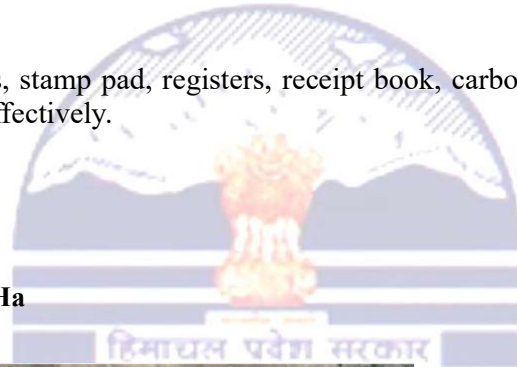 , stamp pad, registers, receipt book, carbo
ffectively.
Ha
हिमाचल प्रदेश सरकार